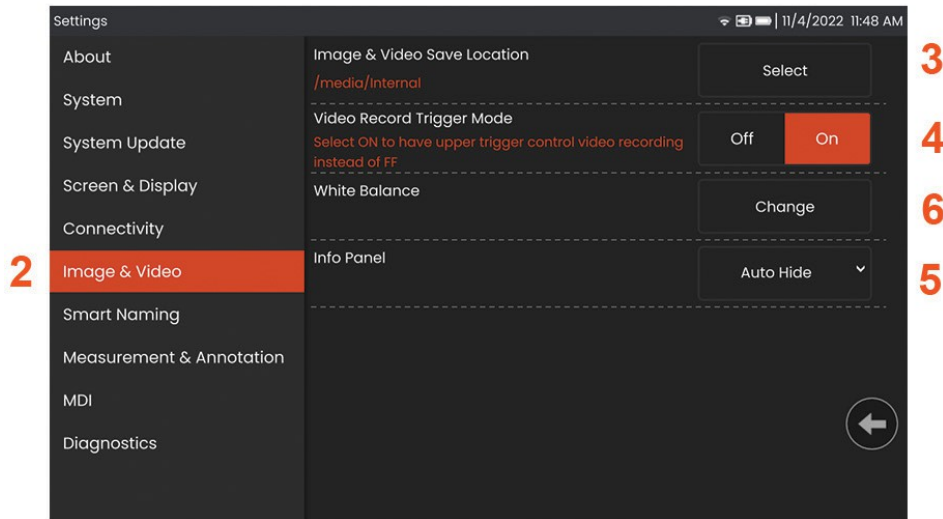 Settings
11/4/2022 11:48 AM
About
System
System Update
Screen & Display
Connectivity
2
Image & Video
Smart Naming
Measurement & Annotation
MDI
Diagnostics
Image & Video Save Location
/media/Internal
Select
3
Video Record Trigger Mode
Select ON to have upper trigger control video recording
instead of FF
Off
On
4
White Balance
Change
6
Info Panel
Auto Hide
5